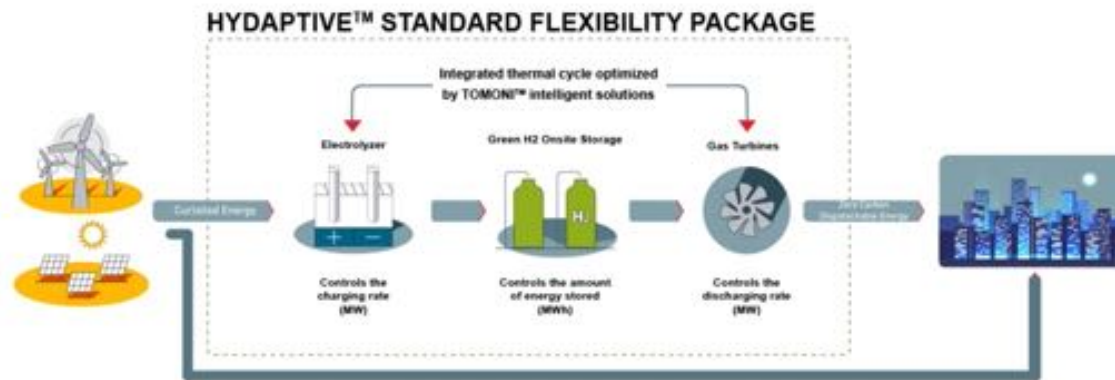 HYDAPTIVE™ STANDARD FLEXIBILITY PACKAGE
Integrated thermal cycle optimized
by TOMONI™ intelligent solutions
Electrolyzer
Green H2 Onsite Storage
Gas Turbines
Curtailed Energy
+ −
H₂
Zero Carbon
Dispatchable Energy
Controls the
charging rate
(MW)
Controls the amount
of energy stored
(MWh)
Controls the
discharging rate
(MW)